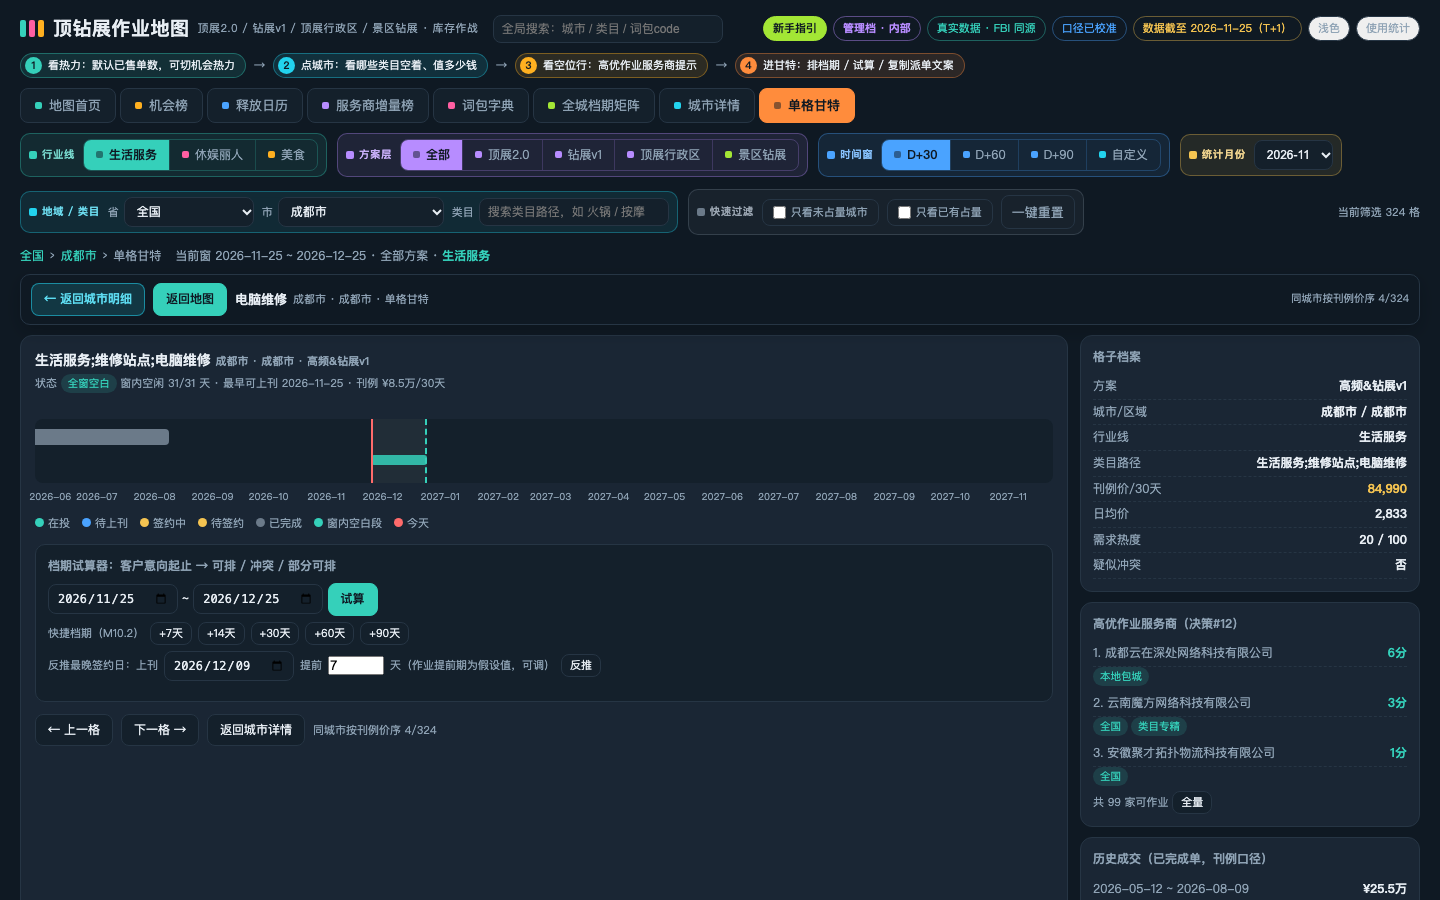 顶钻展作业地图 顶展2.0 / 钻展v1 / 顶展行政区 / 景区钻展 · 库存作战 全局搜索：城市 / 类目 / 词包code 新手指引 管理档 · 内部 真实数据 · FBI 同源 口径已校准 数据截至 2026-11-25（T+1） 浅色 使用统计
1 看热力：默认已售单数，可切机会热力 → 2 点城市：看哪些类目空着、值多少钱 → 3 看空位行：高优作业服务商提示 → 4 进甘特：排档期 / 试算 / 复制派单文案
地图首页 机会榜 释放日历 服务商增量榜 词包字典 全城档期矩阵 城市详情 单格甘特
行业线 生活服务 休娱丽人 美食 方案层 全部 顶展2.0 钻展v1 顶展行政区 景区钻展 时间窗 D+30 D+60 D+90 自定义 统计月份 2026-11
地域 / 类目 省 全国 市 成都市 类目 搜索类目路径，如 火锅 / 按摩 快速过滤 只看未占量城市 只看已有占量 一键重置 当前筛选 324 格
全国 › 成都市 › 单格甘特 当前窗 2026-11-25 ~ 2026-12-25 · 全部方案 · 生活服务
← 返回城市明细 返回地图 电脑维修 成都市 · 成都市 · 单格甘特 同城市按刊例价序 4/324
生活服务;维修站点;电脑维修 成都市 · 成都市 · 高频&钻展v1
状态 全窗空白 窗内空闲 31/31 天 · 最早可上刊 2026-11-25 · 刊例 ¥8.5万/30天
2026-06 2026-07 2026-08 2026-09 2026-10 2026-11 2026-12 2027-01 2027-02 2027-03 2027-04 2027-05 2027-06 2027-07 2027-08 2027-09 2027-10 2027-11
在投 待上刊 签约中 待签约 已完成 窗内空白段 今天
档期试算器：客户意向起止 → 可排 / 冲突 / 部分可排
2026/11/25 ~ 2026/12/25 试算
快捷档期（M10.2） +7天 +14天 +30天 +60天 +90天
反推最晚签约日：上刊 2026/12/09 提前 7 天（作业提前期为假设值，可调） 反推
← 上一格 下一格 → 返回城市详情 同城市按刊例价序 4/324
格子档案
方案 高频&钻展v1
城市/区域 成都市 / 成都市
行业线 生活服务
类目路径 生活服务;维修站点;电脑维修
刊例价/30天 84,990
日均价 2,833
需求热度 20 / 100
疑似冲突 否
高优作业服务商（决策#12）
1. 成都云在深处网络科技有限公司 6分
本地包城
2. 云南魔方网络科技有限公司 3分
全国 类目专精
3. 安徽聚才拓扑物流科技有限公司 1分
全国
共 99 家可作业 全量
历史成交（已完成单，刊例口径）
2026-05-12 ~ 2026-08-09 ¥25.5万